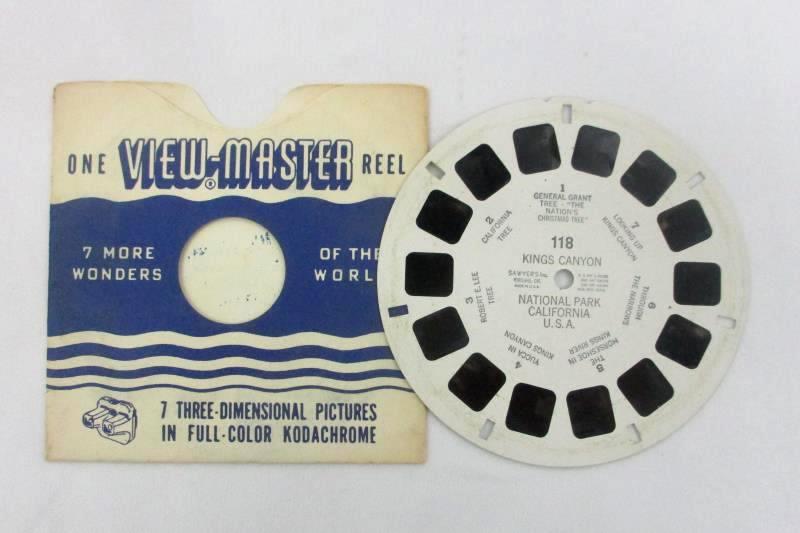 ONE VIEW-MASTER® REEL
7 MORE WONDERS
OF THE WORLD
7 THREE-DIMENSIONAL PICTURES
IN FULL-COLOR KODACHROME
1
GENERAL GRANT
TREE - "THE
NATION'S
CHRISTMAS TREE"
2
CALIFORNIA
TREE
3
ROBERT E. LEE
TREE
4
YUCCA IN
KINGS CANYON
5
THE
HORSESHOE IN
KINGS RIVER
6
THROUGH
THE NARROWS
7
LOOKING UP
KINGS CANYON
118
KINGS CANYON
SAWYER'S Inc.
MADE IN U.S.A.
NATIONAL PARK
CALIFORNIA
U.S.A.